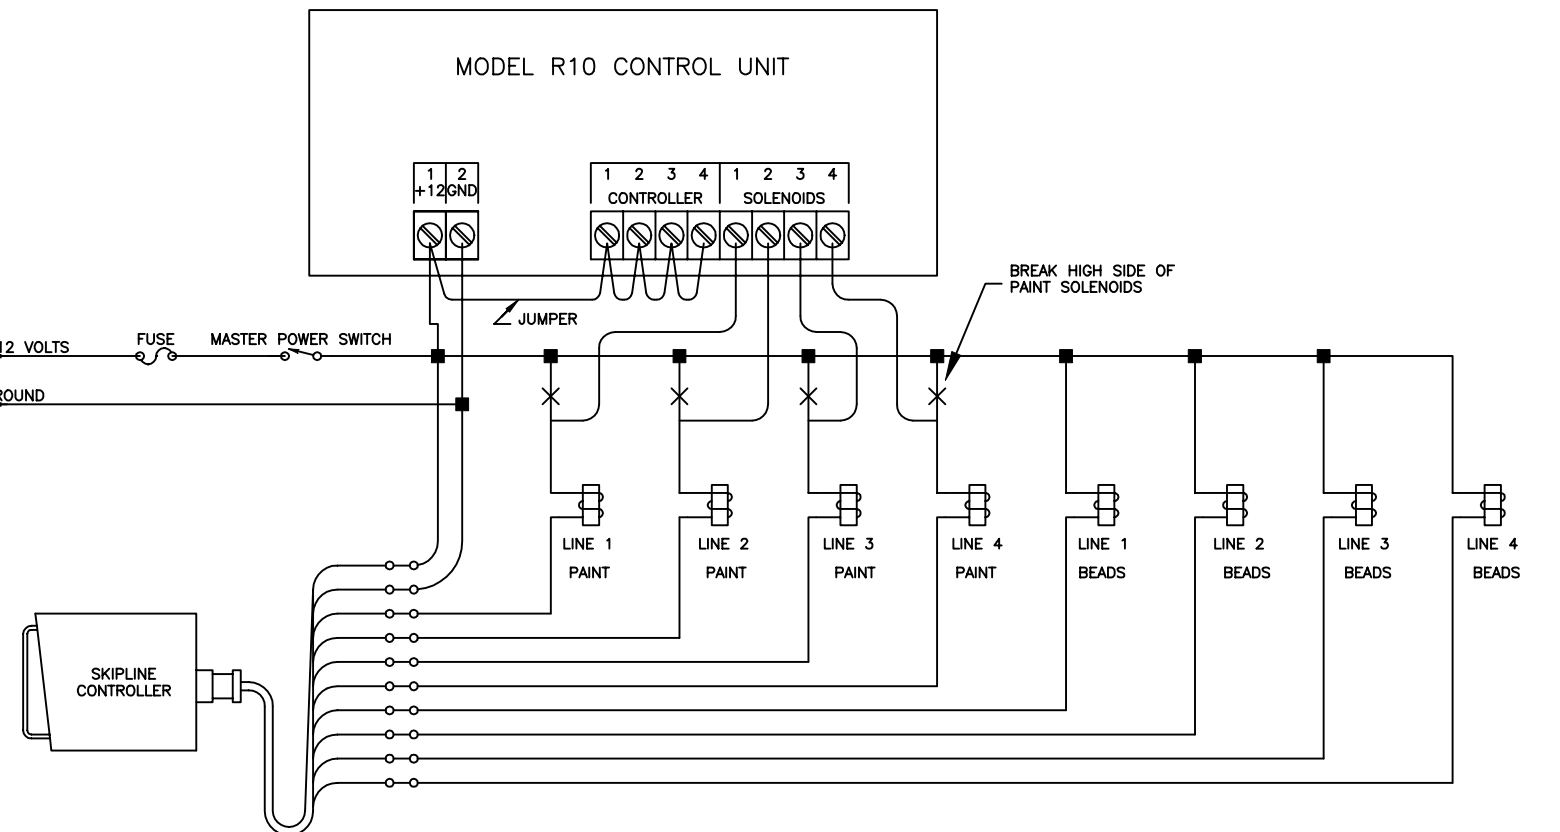 MODEL R10 CONTROL UNIT
1 2
+12 GND
1 2 3 4 1 2 3 4
CONTROLLER SOLENOIDS
BREAK HIGH SIDE OF
PAINT SOLENOIDS
JUMPER
12 VOLTS
FUSE
MASTER POWER SWITCH
ROUND
LINE 1
PAINT
LINE 2
PAINT
LINE 3
PAINT
LINE 4
PAINT
LINE 1
BEADS
LINE 2
BEADS
LINE 3
BEADS
LINE 4
BEADS
SKIPLINE
CONTROLLER